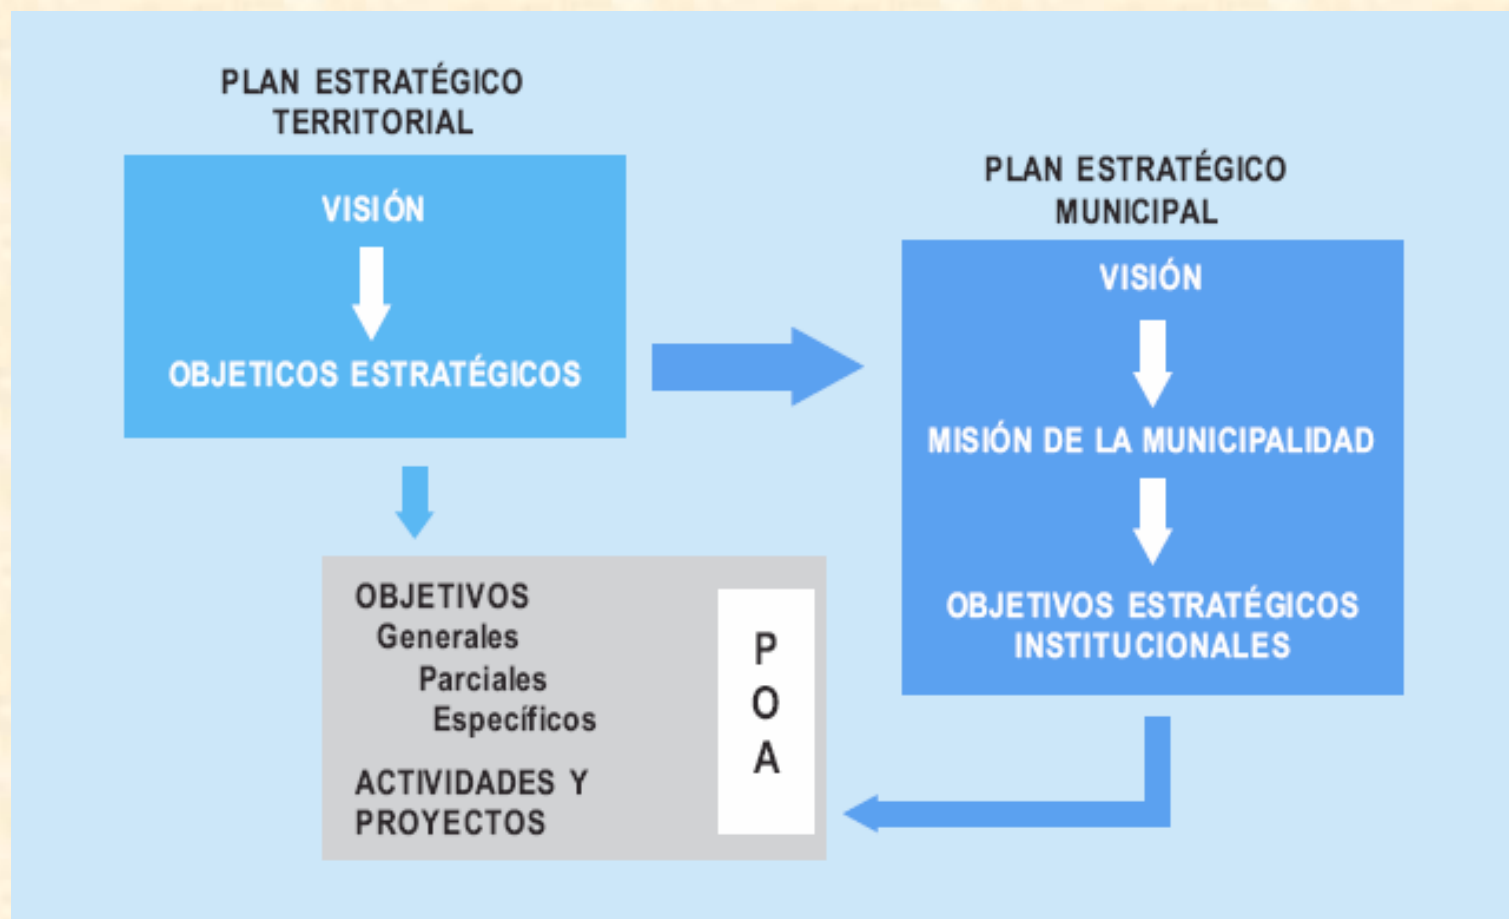 PLAN ESTRATÉGICO
TERRITORIAL
VISIÓN
OBJETICOS ESTRATÉGICOS
PLAN ESTRATÉGICO
MUNICIPAL
VISIÓN
MISIÓN DE LA MUNICIPALIDAD
OBJETIVOS ESTRATÉGICOS
INSTITUCIONALES
OBJETIVOS
Generales
Parciales
Específicos
ACTIVIDADES Y
PROYECTOS
P
O
A